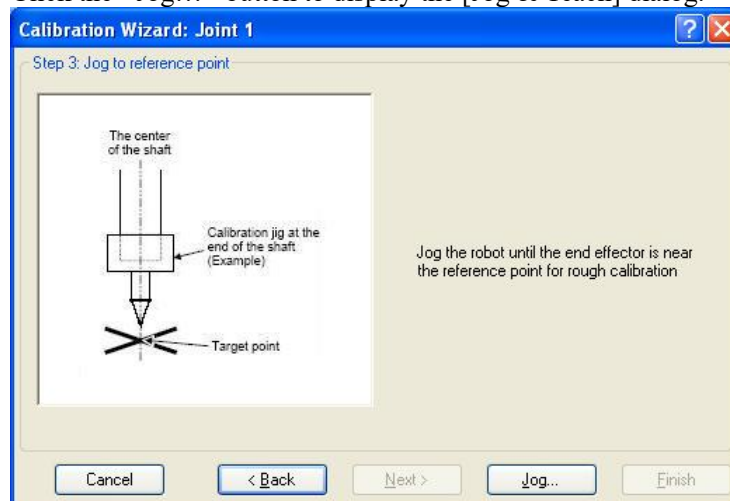 Calibration Wizard: Joint 1
Step 3: Jog to reference point
The center
of the shaft
Calibration jig at the
end of the shaft
(Example)
Target point
Jog the robot until the end effector is near
the reference point for rough calibration
Cancel
< Back
Next >
Jog...
Finish